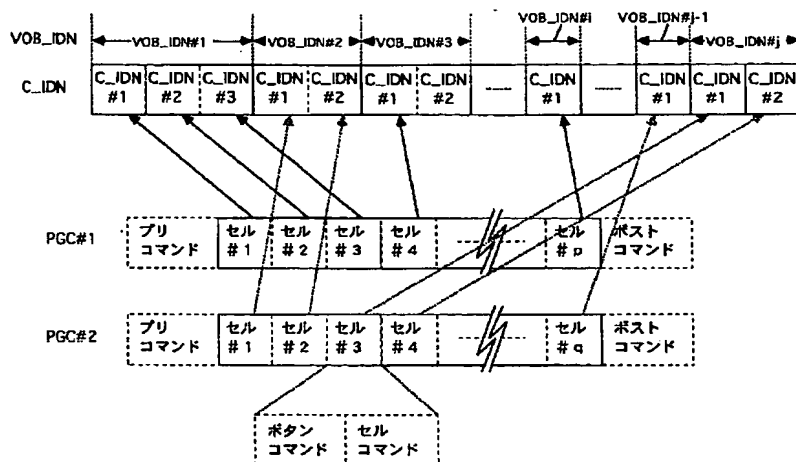 VOB_IDN
VOB_IDN#1 VOB_IDN#2 VOB_IDN#3 VOB_IDN#i VOB_IDN#j-1 VOB_IDN#j
C_IDN
C_IDN #1
C_IDN #2
C_IDN #3
C_IDN #1
C_IDN #2
C_IDN #1
C_IDN #2
C_IDN #1
C_IDN #1
C_IDN #1
C_IDN #2
PGC#1
プリ
コマンド
セル
#1
セル
#2
セル
#3
セル
#4
セル
#p
ポスト
コマンド
PGC#2
プリ
コマンド
セル
#1
セル
#2
セル
#3
セル
#4
セル
#q
ポスト
コマンド
ボタン
コマンド
セル
コマンド